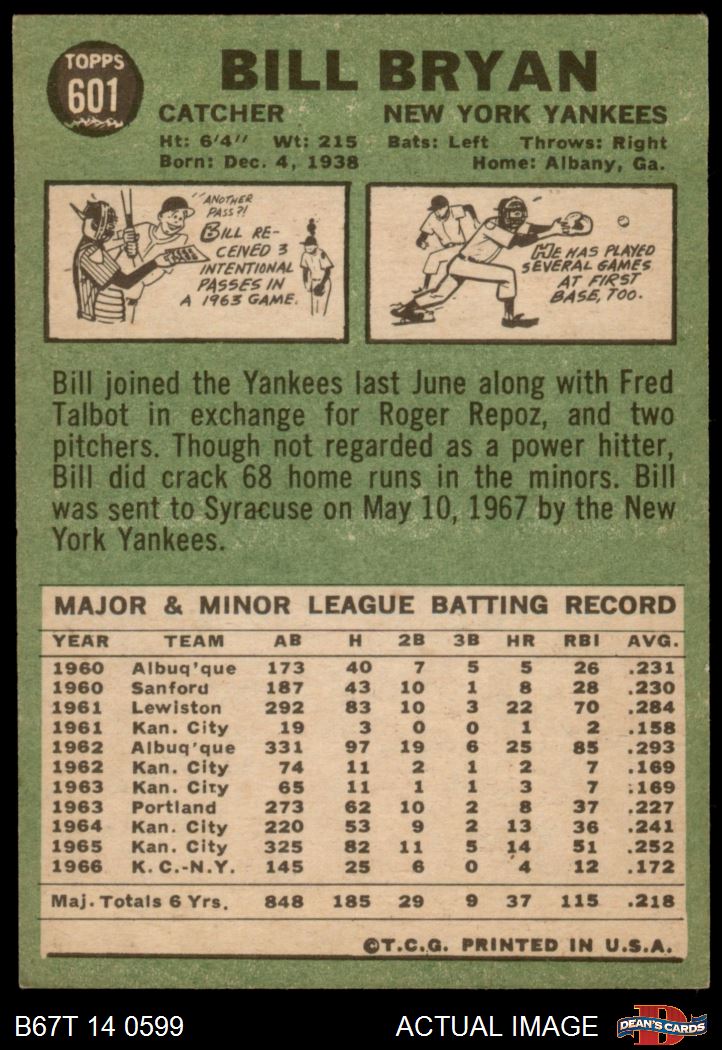 TOPPS
601
BILL BRYAN
CATCHER NEW YORK YANKEES
Ht: 6'4" Wt: 215 Bats: Left Throws: Right
Born: Dec. 4, 1938 Home: Albany, Ga.
"ANOTHER
PASS?!
BILL RE-
CEIVED 3
INTENTIONAL
PASSES IN
A 1963 GAME.
PASS
HE HAS PLAYED
SEVERAL GAMES
AT FIRST
BASE, TOO.
Bill joined the Yankees last June along with Fred
Talbot in exchange for Roger Repoz, and two
pitchers. Though not regarded as a power hitter,
Bill did crack 68 home runs in the minors. Bill
was sent to Syracuse on May 10, 1967 by the New
York Yankees.
MAJOR & MINOR LEAGUE BATTING RECORD
YEAR TEAM AB H 2B 3B HR RBI AVG.
1960 Albuq'que 173 40 7 5 5 26 .231
1960 Sanford 187 43 10 1 8 28 .230
1961 Lewiston 292 83 10 3 22 70 .284
1961 Kan. City 19 3 0 0 1 2 .158
1962 Albuq'que 331 97 19 6 25 85 .293
1962 Kan. City 74 11 2 1 2 7 .169
1963 Kan. City 65 11 1 1 3 7 .169
1963 Portland 273 62 10 2 8 37 .227
1964 Kan. City 220 53 9 2 13 36 .241
1965 Kan. City 325 82 11 5 14 51 .252
1966 K. C.-N.Y. 145 25 6 0 4 12 .172
Maj. Totals 6 Yrs. 848 185 29 9 37 115 .218
©T.C.G. PRINTED IN U.S.A.
B67T 14 0599 ACTUAL IMAGE D DEAN'S CARDS